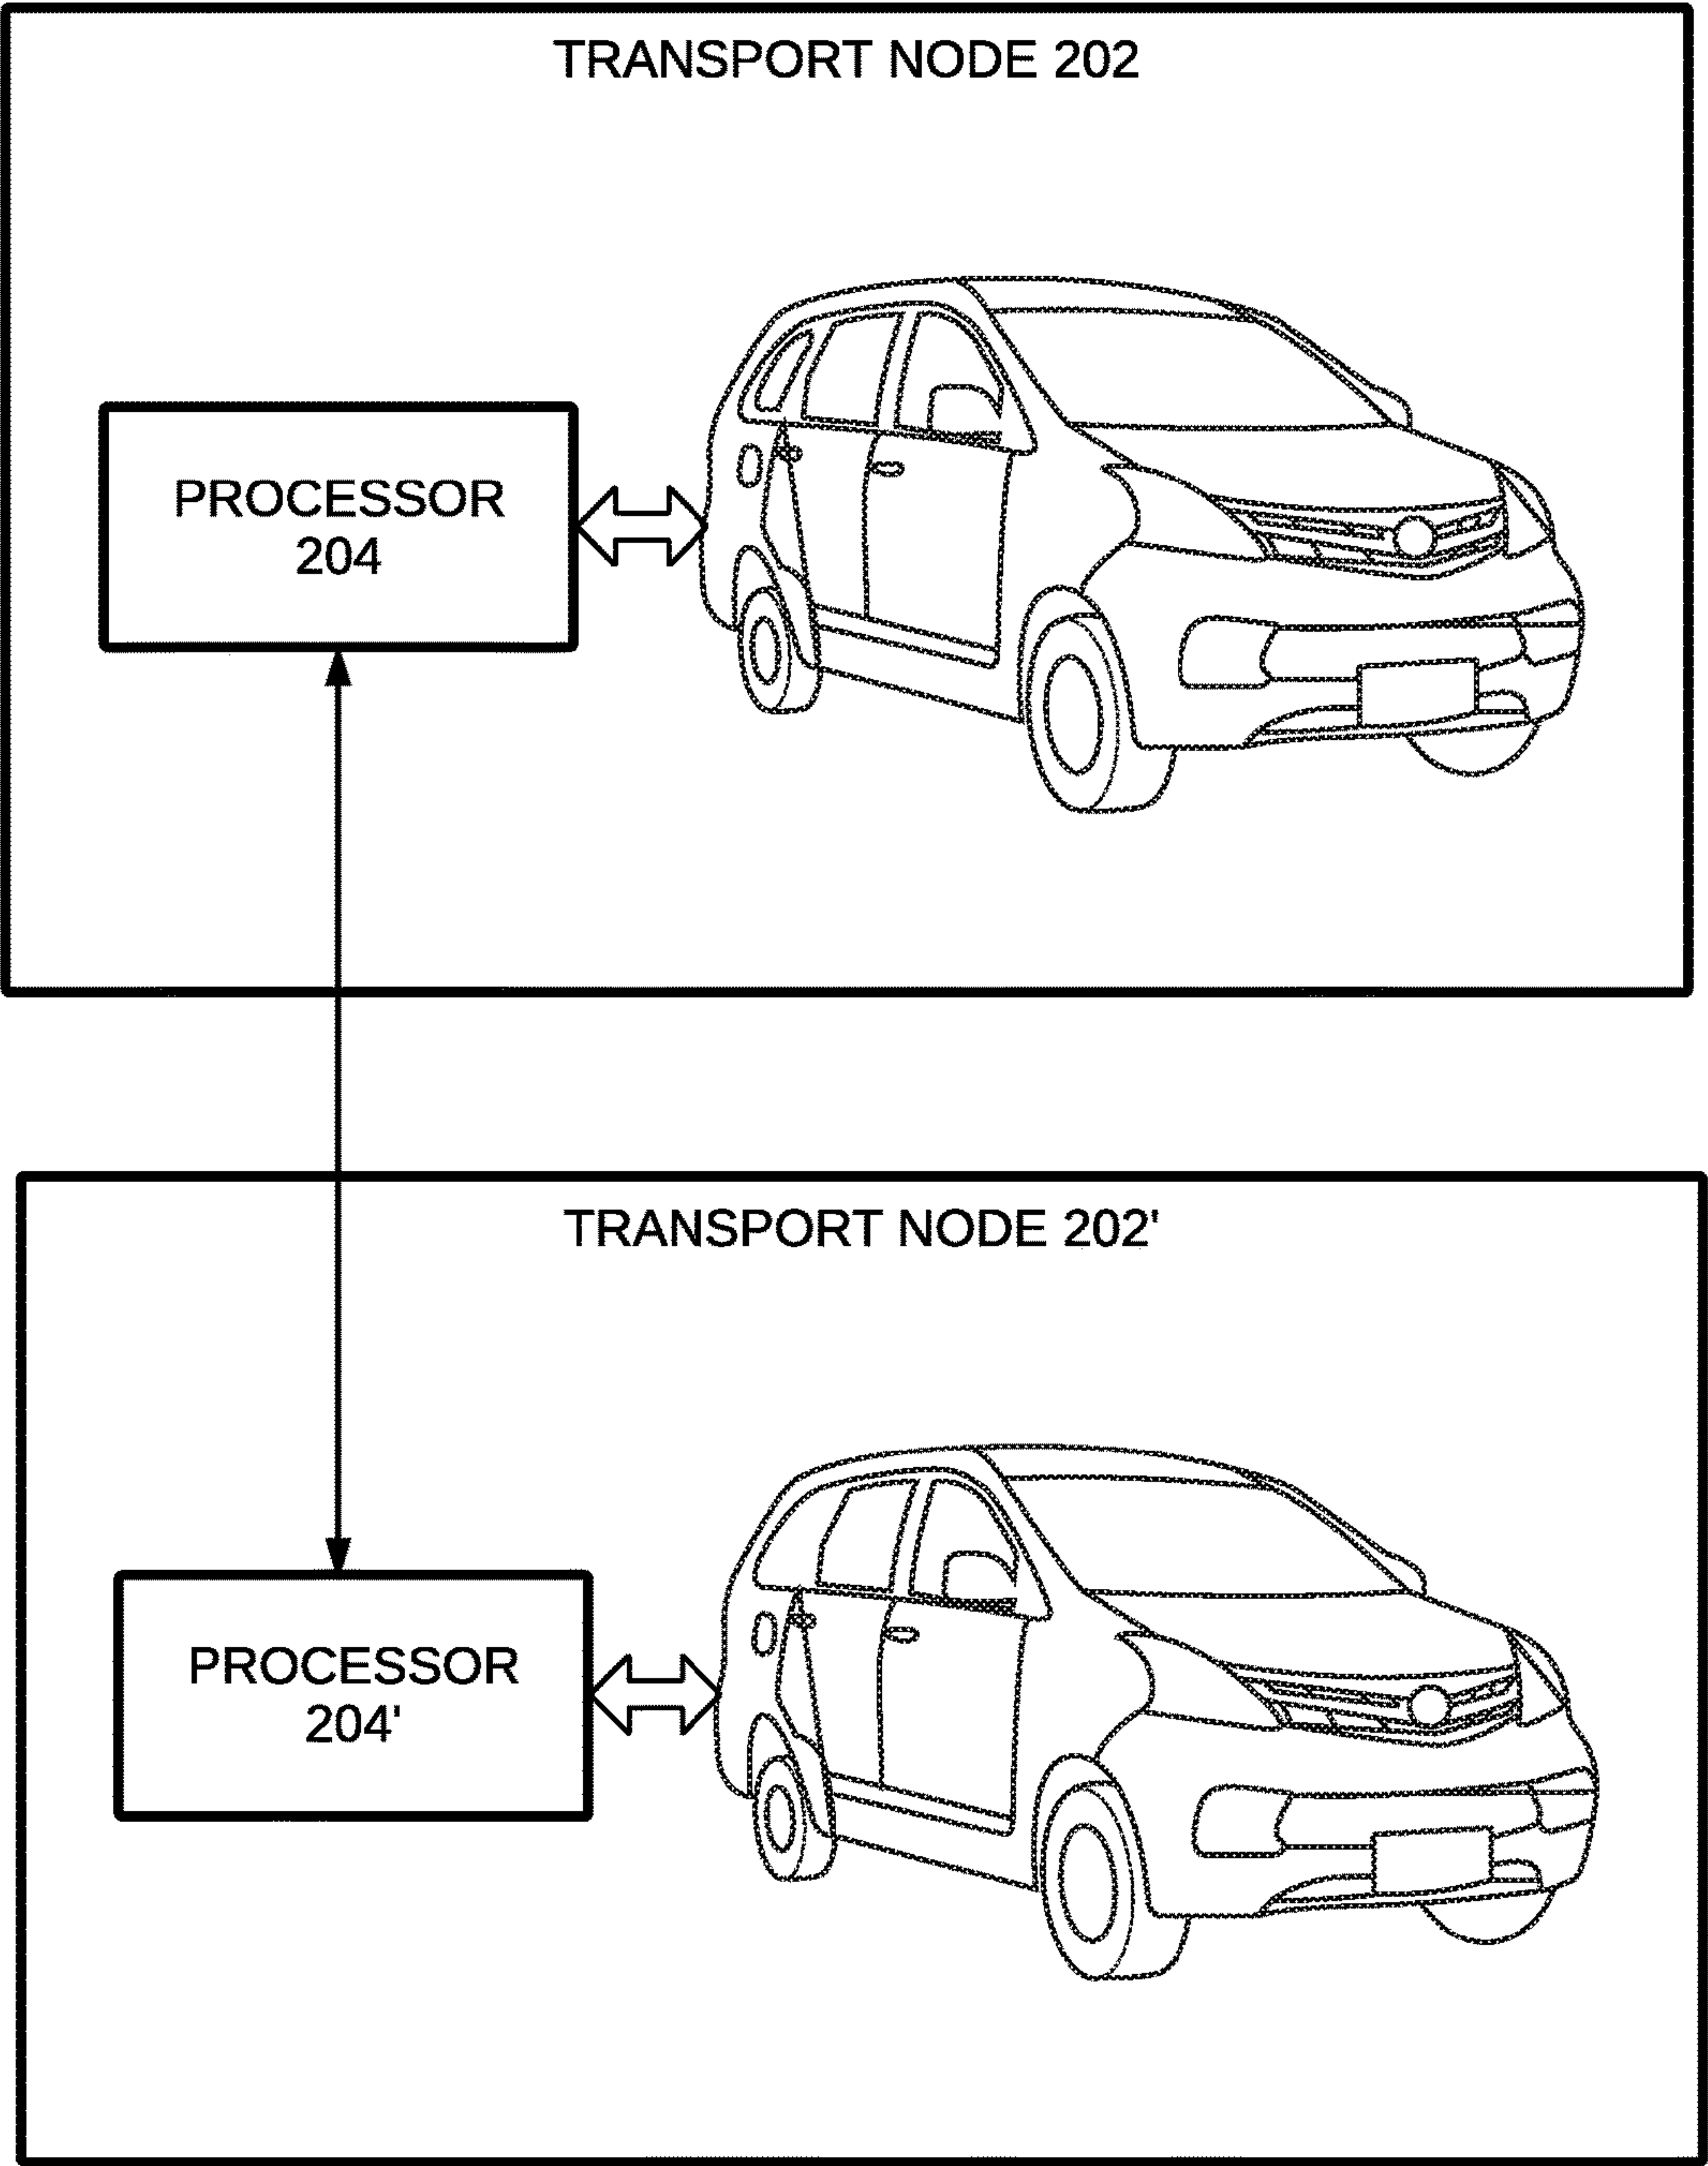 TRANSPORT NODE 202
PROCESSOR
204
TRANSPORT NODE 202'
PROCESSOR
204'